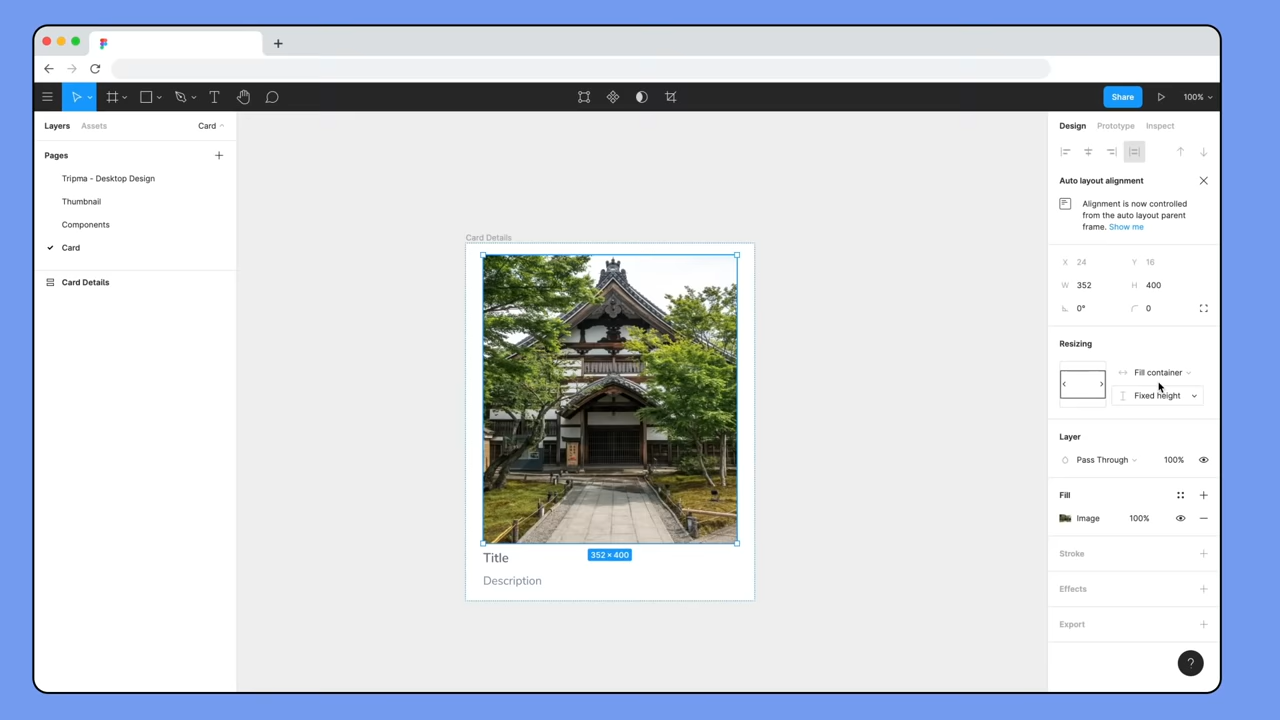 Share
100%
Layers
Assets
Card
Pages
Tripma - Desktop Design
Thumbnail
Components
Card
Card Details
Card Details
352 × 400
Title
Description
Design
Prototype
Inspect
Auto layout alignment
Alignment is now controlled
from the auto layout parent
frame. Show me
X 24
Y 16
W 352
H 400
0°
0
Resizing
Fill container
Fixed height
Layer
Pass Through
100%
Fill
Image
100%
Stroke
Effects
Export
?